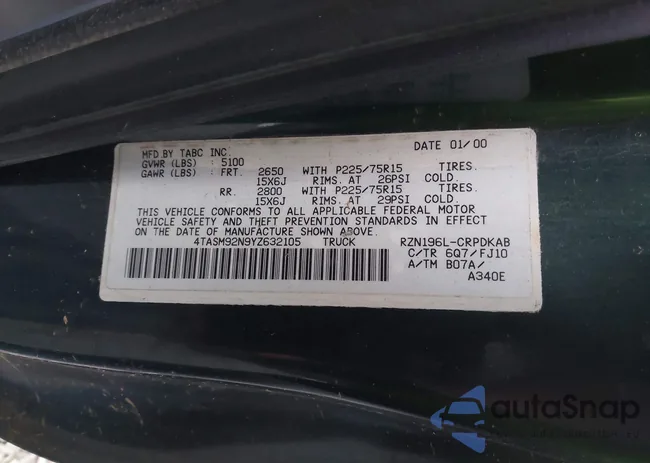 MFD BY TABC INC. DATE 01/00
GVWR (LBS) : 5100
GAWR (LBS) : FRT. 2650 WITH P225/75R15 TIRES.
15X6J RIMS. AT 26PSI COLD.
RR. 2800 WITH P225/75R15 TIRES.
15X6J RIMS. AT 29PSI COLD.
THIS VEHICLE CONFORMS TO ALL APPLICABLE FEDERAL MOTOR
VEHICLE SAFETY AND THEFT PREVENTION STANDARDS IN EFFECT
ON THE DATE OF MANUFACTURE SHOWN ABOVE.
4TASM92N9YZ632105 TRUCK RZN196L-CRPDKAB
C/TR 6Q7/FJ10
A/TM B07A/
A340E
autoSnap